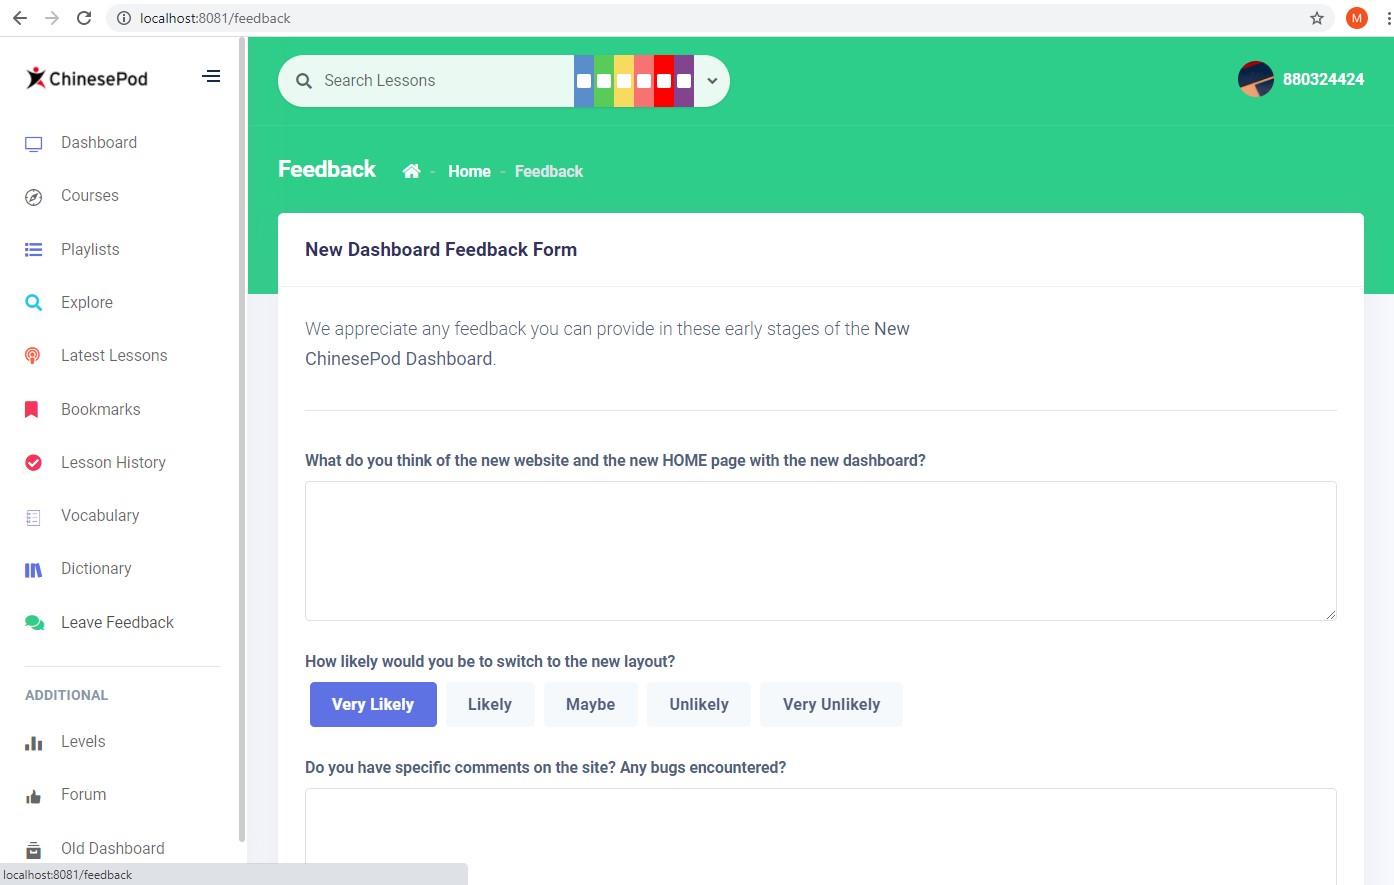 localhost:8081/feedback
M
ChinesePod
Search Lessons
880324424
Dashboard
Courses
Playlists
Explore
Latest Lessons
Bookmarks
Lesson History
Vocabulary
Dictionary
Leave Feedback
ADDITIONAL
Levels
Forum
Old Dashboard
Feedback - Home - Feedback
New Dashboard Feedback Form
We appreciate any feedback you can provide in these early stages of the New
ChinesePod Dashboard.
What do you think of the new website and the new HOME page with the new dashboard?
How likely would you be to switch to the new layout?
Very Likely Likely Maybe Unlikely Very Unlikely
Do you have specific comments on the site? Any bugs encountered?
localhost:8081/feedback